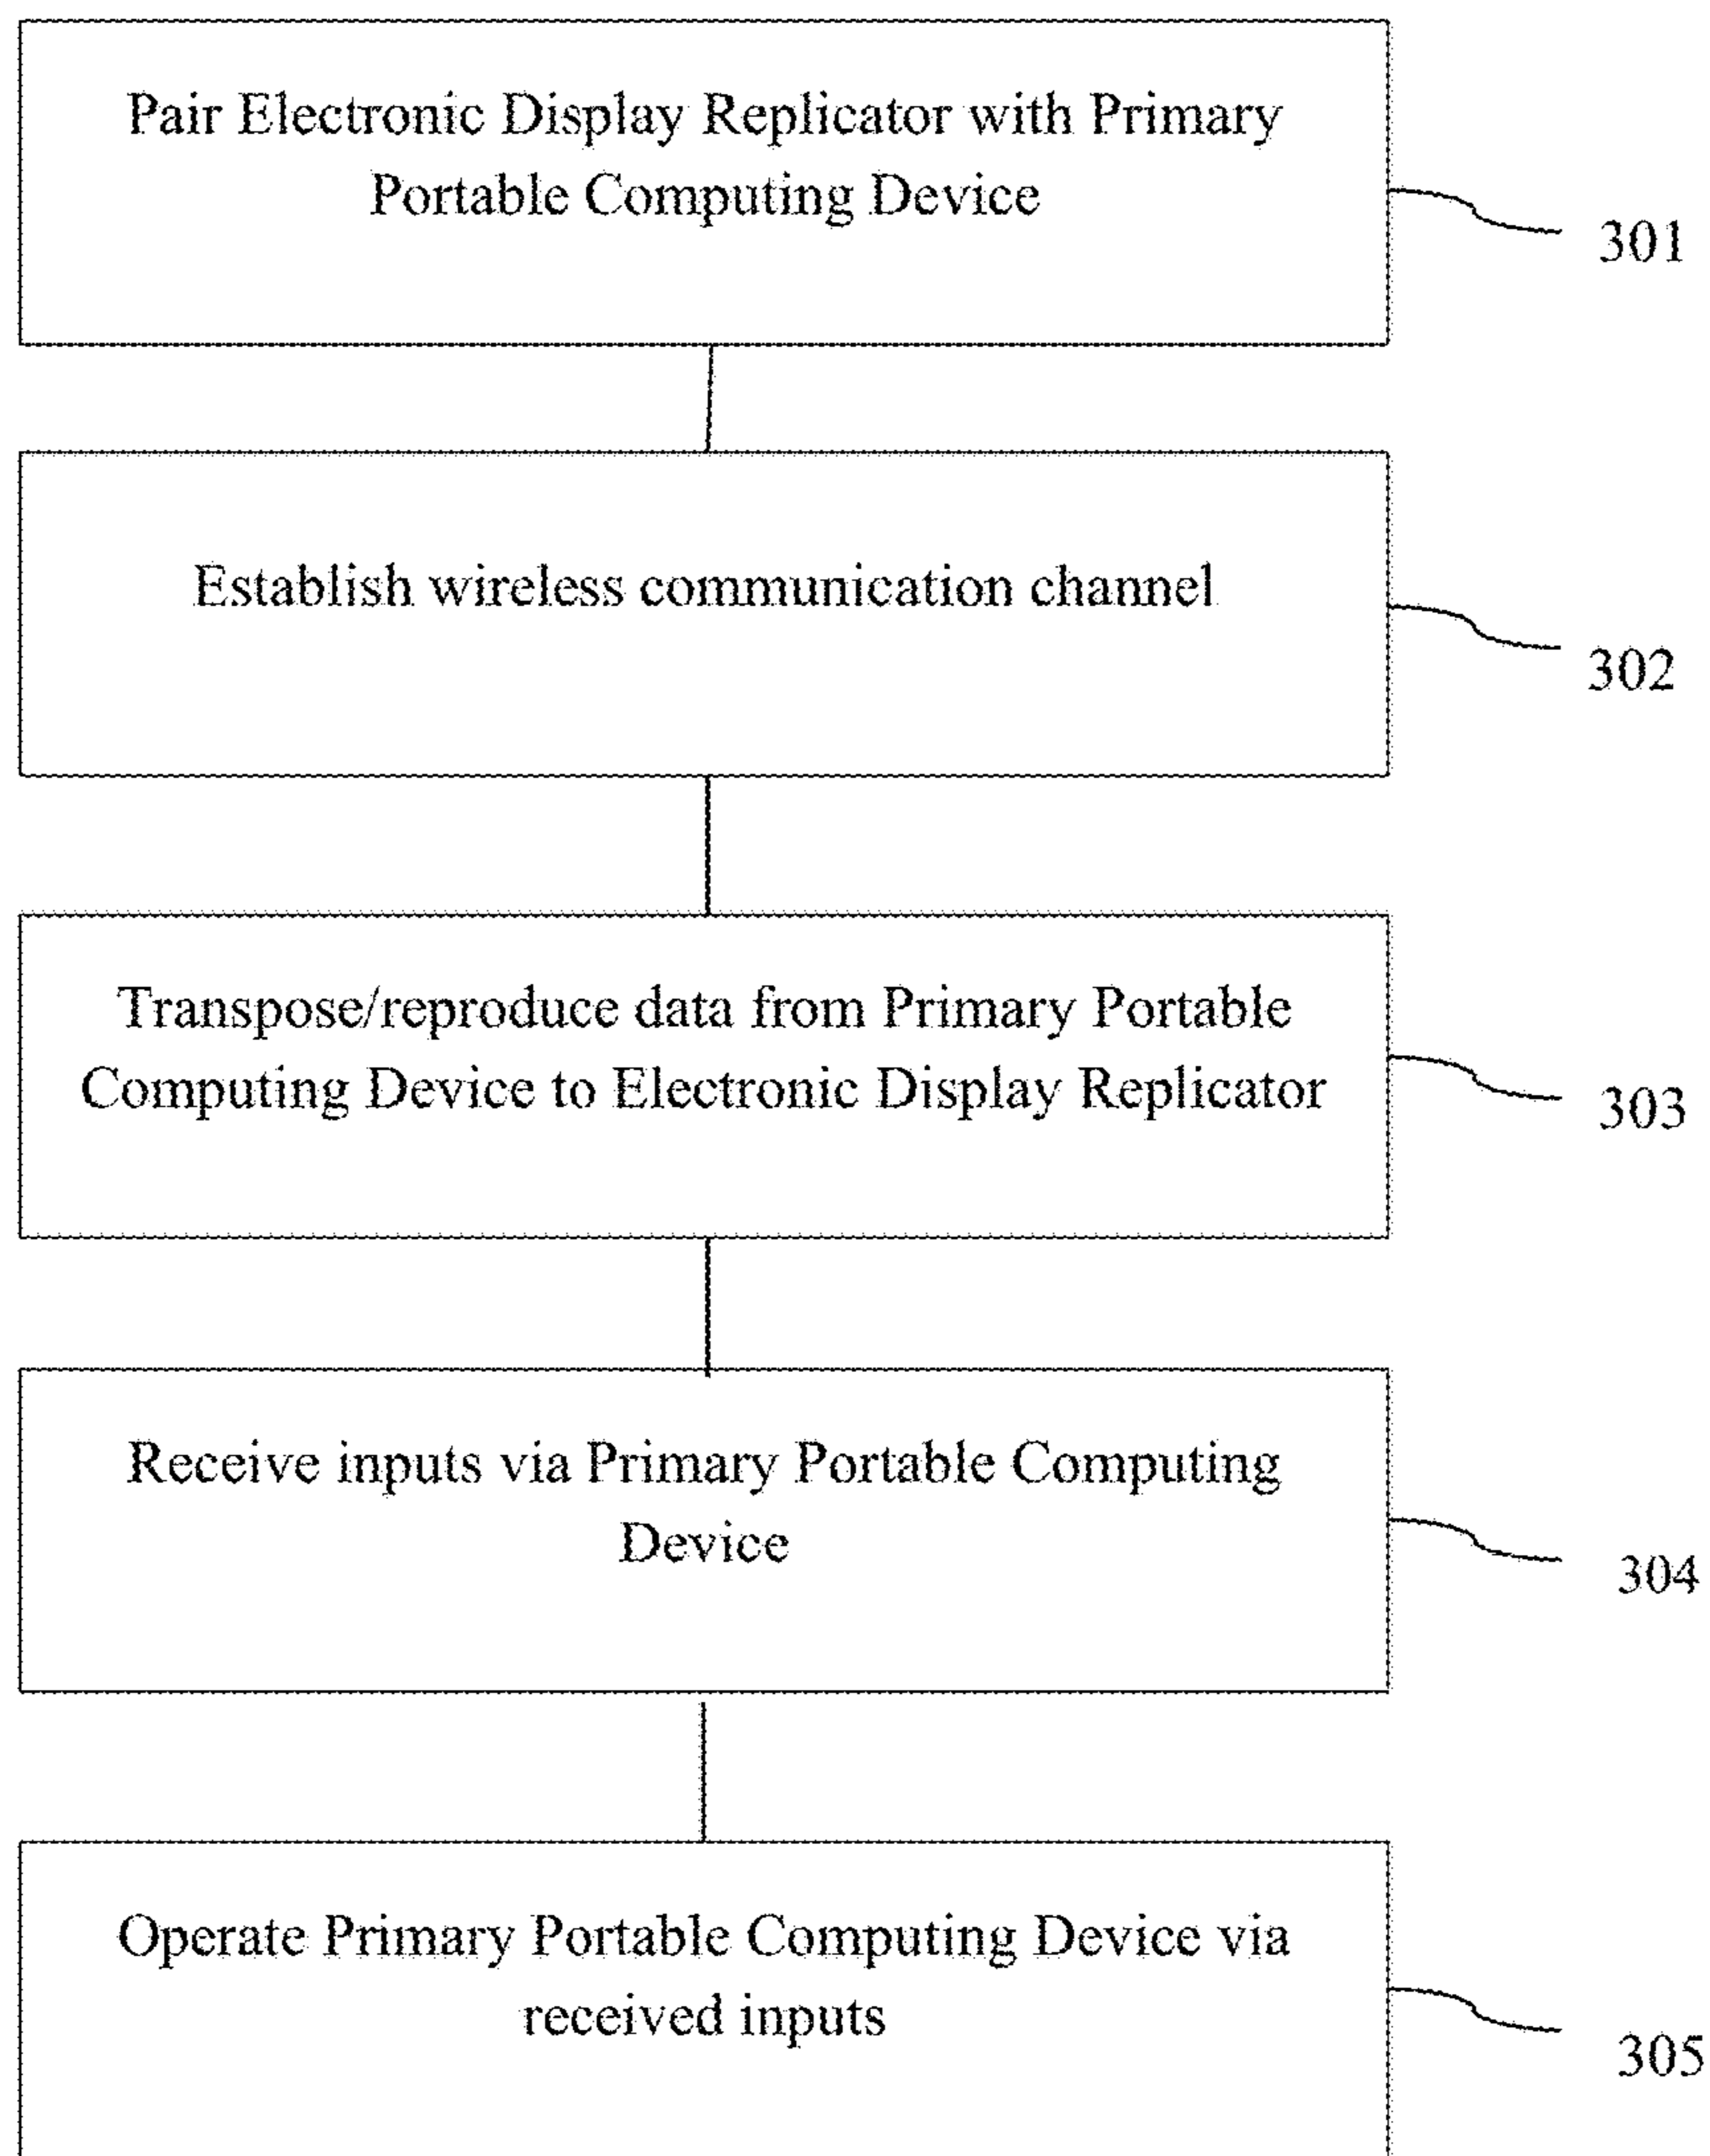 Pair Electronic Display Replicator with Primary
Portable Computing Device
301
Establish wireless communication channel
302
Transpose/reproduce data from Primary Portable
Computing Device to Electronic Display Replicator
303
Receive inputs via Primary Portable Computing
Device
304
Operate Primary Portable Computing Device via
received inputs
305